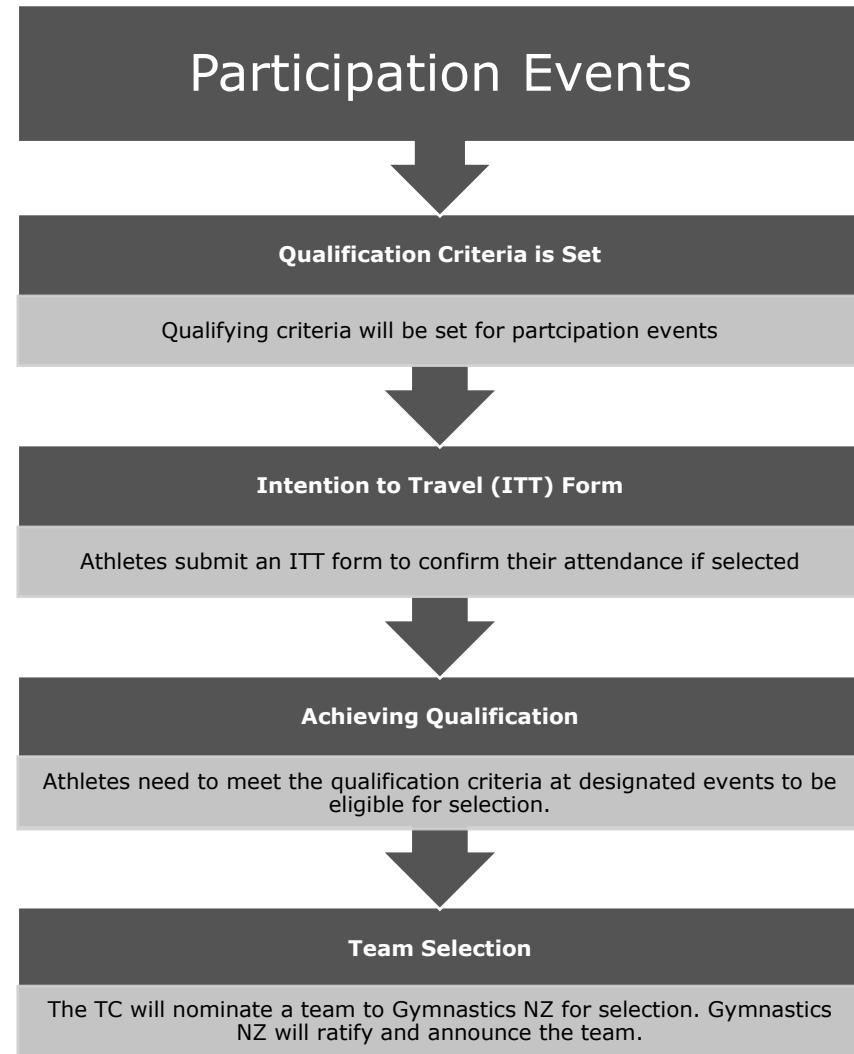 Participation Events
Qualification Criteria is Set
Qualifying criteria will be set for partcipation events
Intention to Travel (ITT) Form
Athletes submit an ITT form to confirm their attendance if selected
Achieving Qualification
Athletes need to meet the qualification criteria at designated events to be
eligible for selection.
Team Selection
The TC will nominate a team to Gymnastics NZ for selection. Gymnastics
NZ will ratify and announce the team.